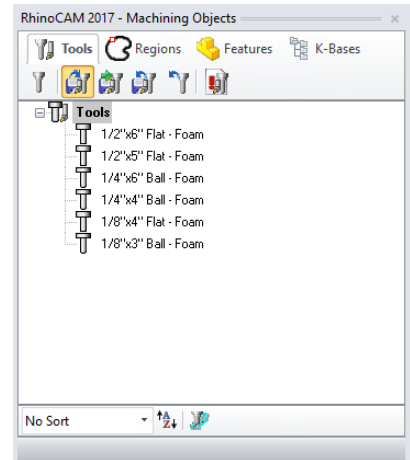 RhinoCAM 2017 - Machining Objects
Tools Regions Features K-Bases
Tools
1/2"x6" Flat - Foam
1/2"x5" Flat - Foam
1/4"x6" Ball - Foam
1/4"x4" Ball - Foam
1/8"x4" Flat - Foam
1/8"x3" Ball - Foam
No Sort